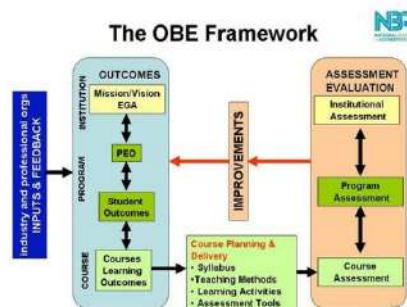 The OBE Framework
NBA
industry and professional orgs
INPUTS & FEEDBACK
OUTCOMES
INSTITUTION
Mission/Vision
EGA
PROGRAM
PEO
Student
Outcomes
COURSE
Courses
Learning
Outcomes
IMPROVEMENTS
Course Planning &
Delivery
• Syllabus
•Teaching Methods
• Learning Activities
• Assessment Tools
ASSESSMENT
EVALUATION
Institutional
Assessment
Program
Assessment
Course
Assessment